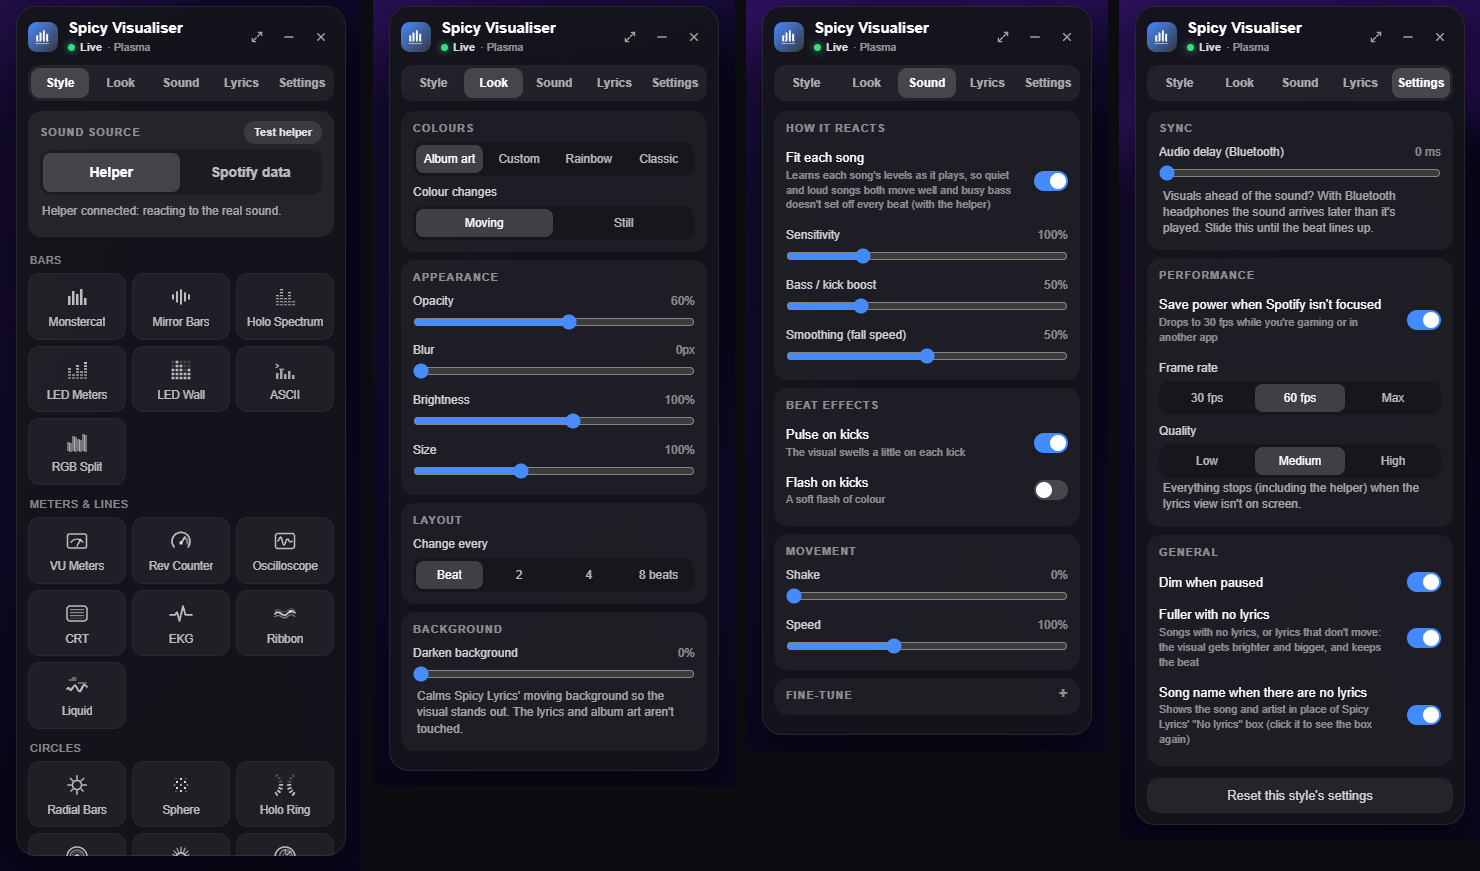 Spicy Visualiser
Live · Plasma
Style Look Sound Lyrics Settings
SOUND SOURCE Test helper
Helper Spotify data
Helper connected: reacting to the real sound.
BARS
Monstercat Mirror Bars Holo Spectrum
LED Meters LED Wall ASCII
RGB Split
METERS & LINES
VU Meters Rev Counter Oscilloscope
CRT EKG Ribbon
Liquid
CIRCLES
Radial Bars Sphere Holo Ring
Spicy Visualiser
Live · Plasma
Style Look Sound Lyrics Settings
COLOURS
Album art Custom Rainbow Classic
Colour changes
Moving Still
APPEARANCE
Opacity 60%
Blur 0px
Brightness 100%
Size 100%
LAYOUT
Change every
Beat 2 4 8 beats
BACKGROUND
Darken background 0%
Calms Spicy Lyrics' moving background so the
visual stands out. The lyrics and album art aren't
touched.
Spicy Visualiser
Live · Plasma
Style Look Sound Lyrics Settings
HOW IT REACTS
Fit each song
Learns each song's levels as it plays, so quiet
and loud songs both move well and busy bass
doesn't set off every beat (with the helper)
Sensitivity 100%
Bass / kick boost 50%
Smoothing (fall speed) 50%
BEAT EFFECTS
Pulse on kicks
The visual swells a little on each kick
Flash on kicks
A soft flash of colour
MOVEMENT
Shake 0%
Speed 100%
FINE-TUNE +
Spicy Visualiser
Live · Plasma
Style Look Sound Lyrics Settings
SYNC
Audio delay (Bluetooth) 0 ms
Visuals ahead of the sound? With Bluetooth
headphones the sound arrives later than it's
played. Slide this until the beat lines up.
PERFORMANCE
Save power when Spotify isn't focused
Drops to 30 fps while you're gaming or in
another app
Frame rate
30 fps 60 fps Max
Quality
Low Medium High
Everything stops (including the helper) when the
lyrics view isn't on screen.
GENERAL
Dim when paused
Fuller with no lyrics
Songs with no lyrics, or lyrics that don't move:
the visual gets brighter and bigger, and keeps
the beat
Song name when there are no lyrics
Shows the song and artist in place of Spicy
Lyrics' "No lyrics" box (click it to see the box
again)
Reset this style's settings